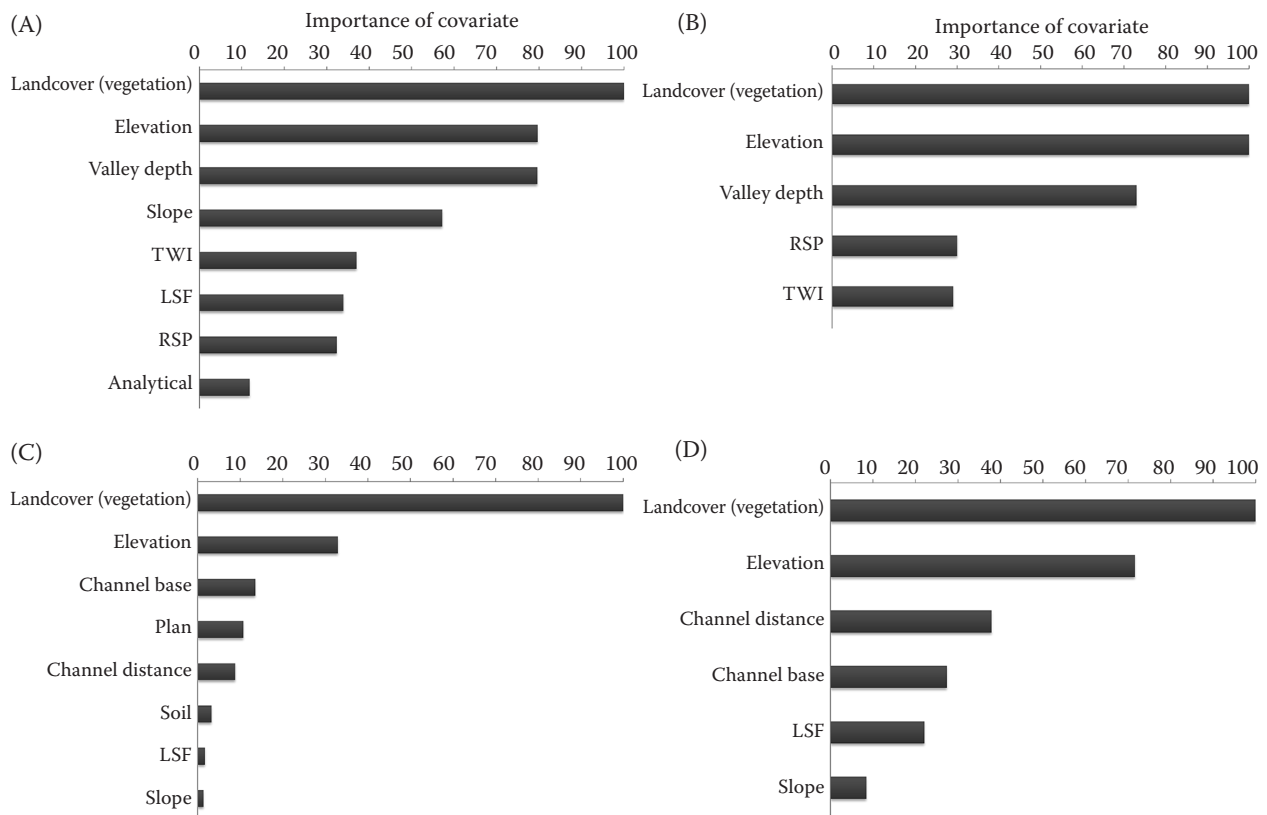 (A)
Importance of covariate
0 10 20 30 40 50 60 70 80 90 100
Landcover (vegetation)
Elevation
Valley depth
Slope
TWI
LSF
RSP
Analytical
(B)
Importance of covariate
0 10 20 30 40 50 60 70 80 90 100
Landcover (vegetation)
Elevation
Valley depth
RSP
TWI
(C)
0 10 20 30 40 50 60 70 80 90 100
Landcover (vegetation)
Elevation
Channel base
Plan
Channel distance
Soil
LSF
Slope
(D)
0 10 20 30 40 50 60 70 80 90 100
Landcover (vegetation)
Elevation
Channel distance
Channel base
LSF
Slope